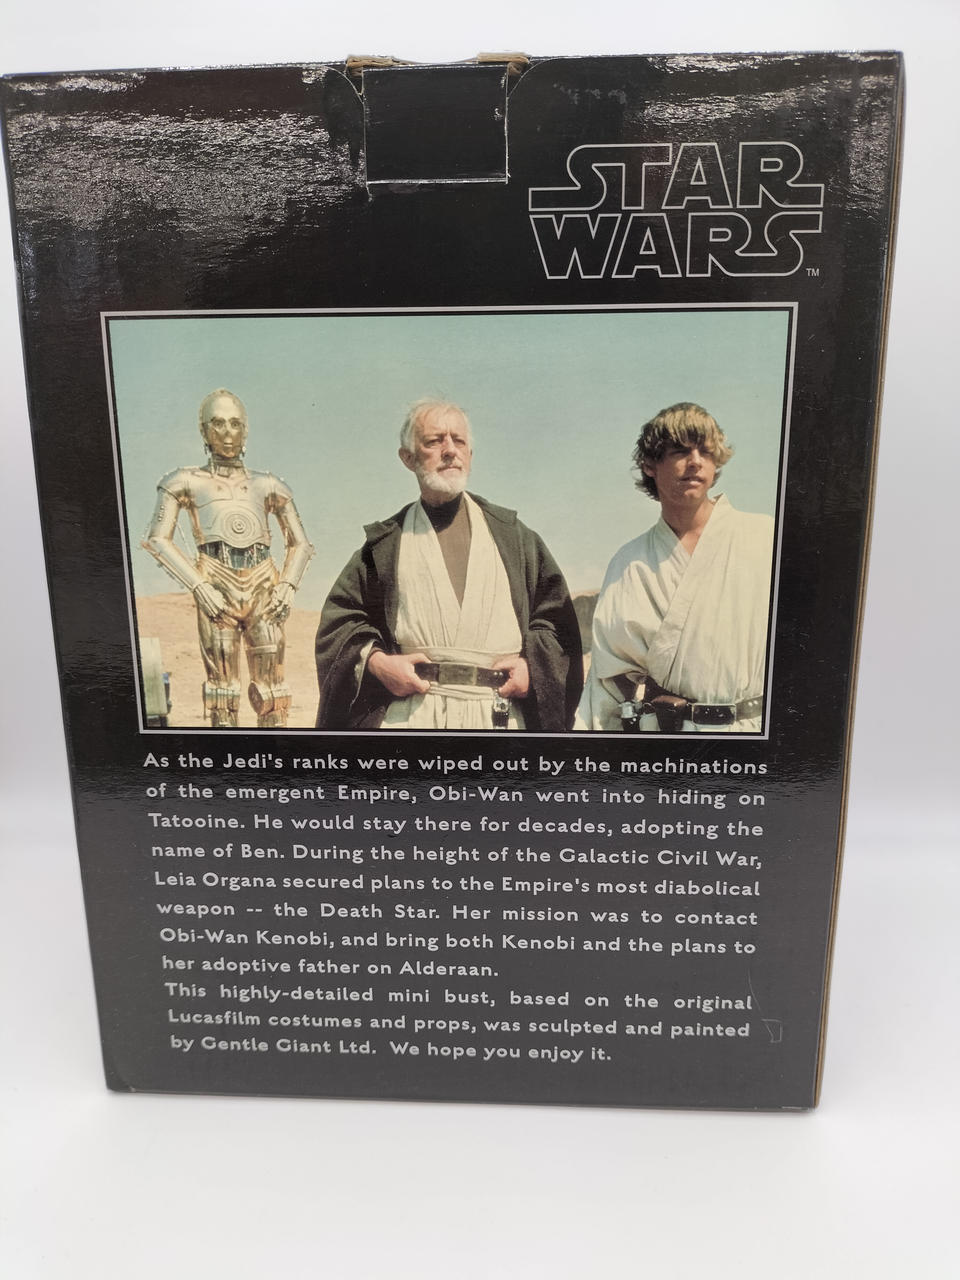 STAR
WARS TM
As the Jedi's ranks were wiped out by the machinations
of the emergent Empire, Obi-Wan went into hiding on
Tatooine. He would stay there for decades, adopting the
name of Ben. During the height of the Galactic Civil War,
Leia Organa secured plans to the Empire's most diabolical
weapon -- the Death Star. Her mission was to contact
Obi-Wan Kenobi, and bring both Kenobi and the plans to
her adoptive father on Alderaan.
This highly-detailed mini bust, based on the original
Lucasfilm costumes and props, was sculpted and painted
by Gentle Giant Ltd. We hope you enjoy it.